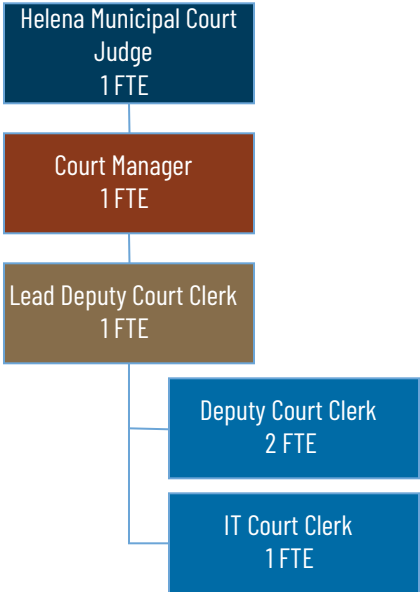 Helena Municipal Court
Judge
1 FTE
Court Manager
1 FTE
Lead Deputy Court Clerk
1 FTE
Deputy Court Clerk
2 FTE
IT Court Clerk
1 FTE